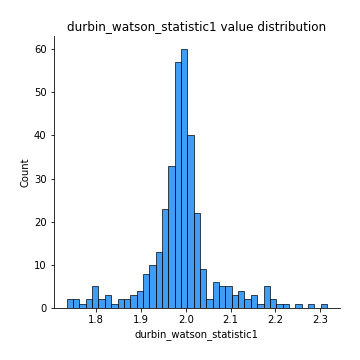 durbin_watson_statistic1 value distribution
60
50
40
30
20
10
0
Count
1.8 1.9 2.0 2.1 2.2 2.3
durbin_watson_statistic1